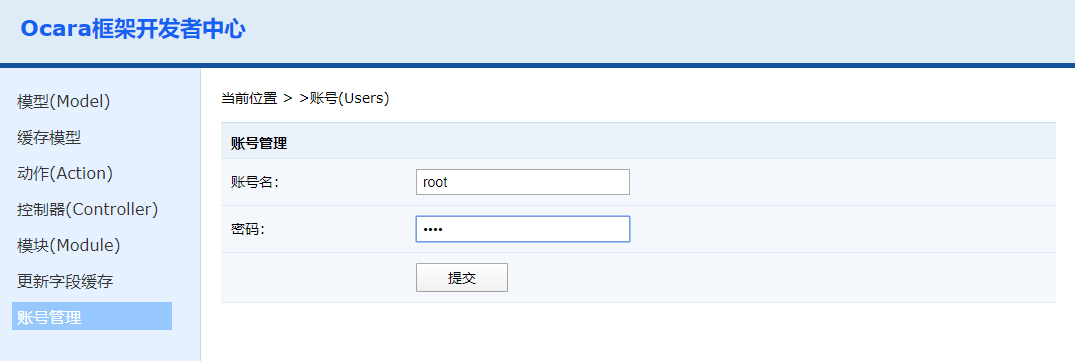 Ocara框架开发者中心
模型(Model)
缓存模型
动作(Action)
控制器(Controller)
模块(Module)
更新字段缓存
账号管理
当前位置 > >账号(Users)
账号管理
账号名：
root
密码：
••••
提交